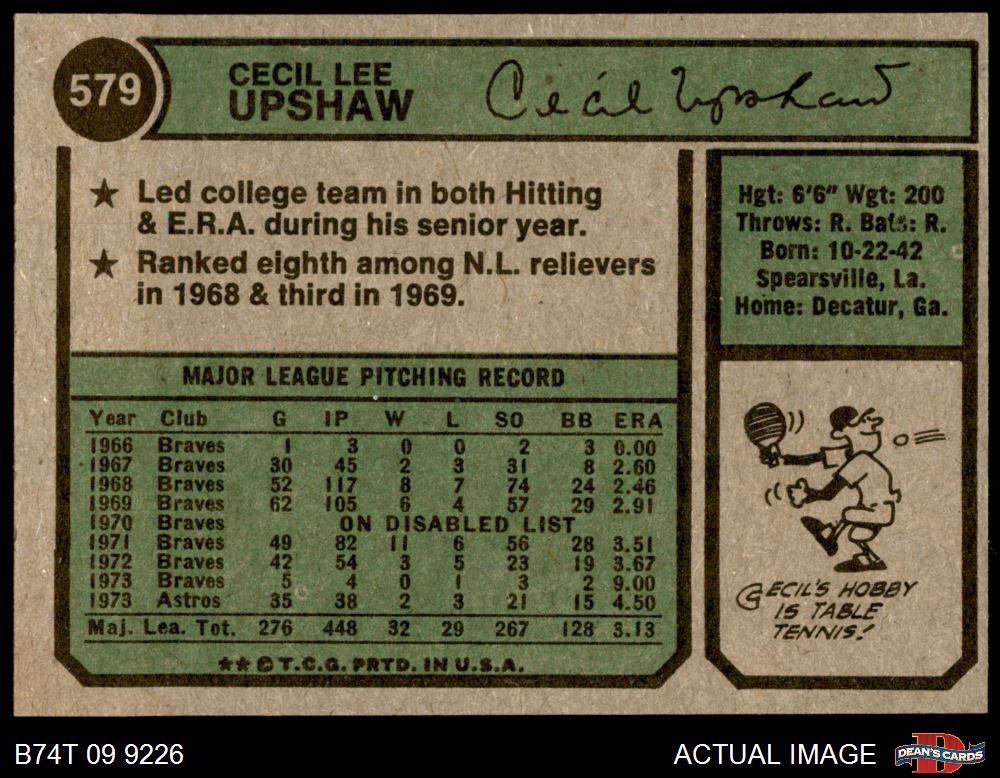 579
CECIL LEE
UPSHAW
Cecil Upshaw
★ Led college team in both Hitting
& E.R.A. during his senior year.
★ Ranked eighth among N.L. relievers
in 1968 & third in 1969.
Hgt: 6'6" Wgt: 200
Throws: R. Bats: R.
Born: 10-22-42
Spearsville, La.
Home: Decatur, Ga.
MAJOR LEAGUE PITCHING RECORD
Year Club G IP W L SO BB ERA
1966 Braves 1 3 0 0 2 3 0.00
1967 Braves 30 45 2 3 31 8 2.60
1968 Braves 52 117 8 7 74 24 2.46
1969 Braves 62 105 6 4 57 29 2.91
1970 Braves ON DISABLED LIST
1971 Braves 49 82 11 6 56 28 3.51
1972 Braves 42 54 3 5 23 19 3.67
1973 Braves 5 4 0 1 3 2 9.00
1973 Astros 35 38 2 3 21 15 4.50
Maj. Lea. Tot. 276 448 32 29 267 128 3.13
★★ © T.C.G. PRTD. IN U.S.A.
CECIL'S HOBBY
IS TABLE
TENNIS!
B74T 09 9226
ACTUAL IMAGE
DEAN'S CARDS